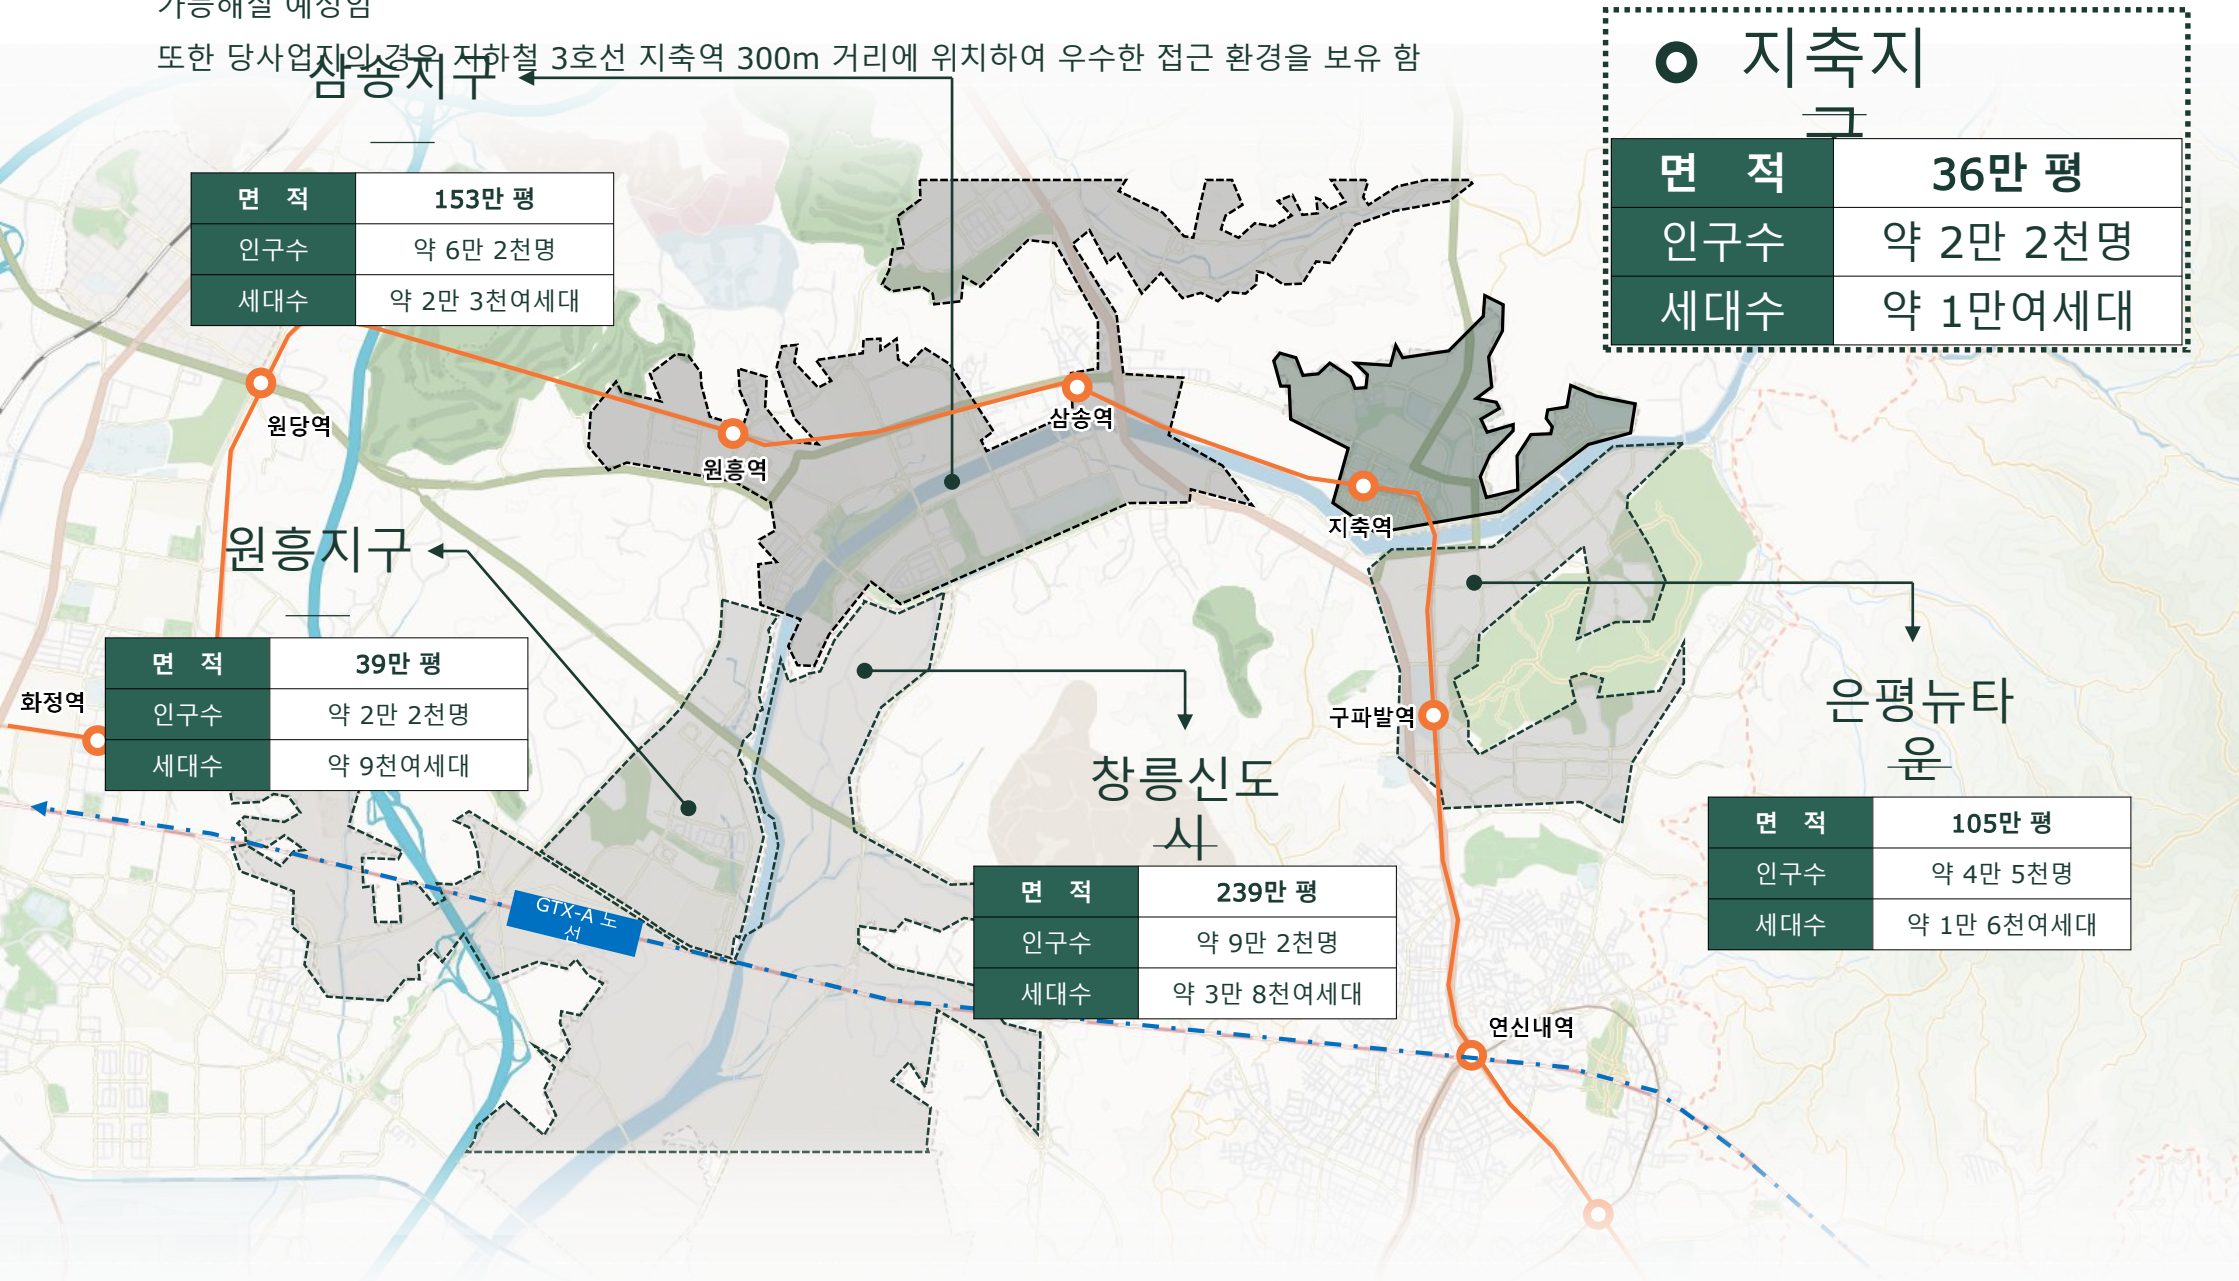 가능해질 예정임
또한 당사업지의 경우 지하철 3호선 지축역 300m 거리에 위치하여 우수한 접근 환경을 보유 함
삼송지구
면 적 153만 평
인구수 약 6만 2천명
세대수 약 2만 3천여세대
지축지
구
면 적 36만 평
인구수 약 2만 2천명
세대수 약 1만여세대
원당역
원흥역
삼송역
지축역
원흥지구
면 적 39만 평
인구수 약 2만 2천명
세대수 약 9천여세대
화정역
구파발역
은평뉴타
운
면 적 105만 평
인구수 약 4만 5천명
세대수 약 1만 6천여세대
창릉신도
시
면 적 239만 평
인구수 약 9만 2천명
세대수 약 3만 8천여세대
GTX-A 노
선
연신내역